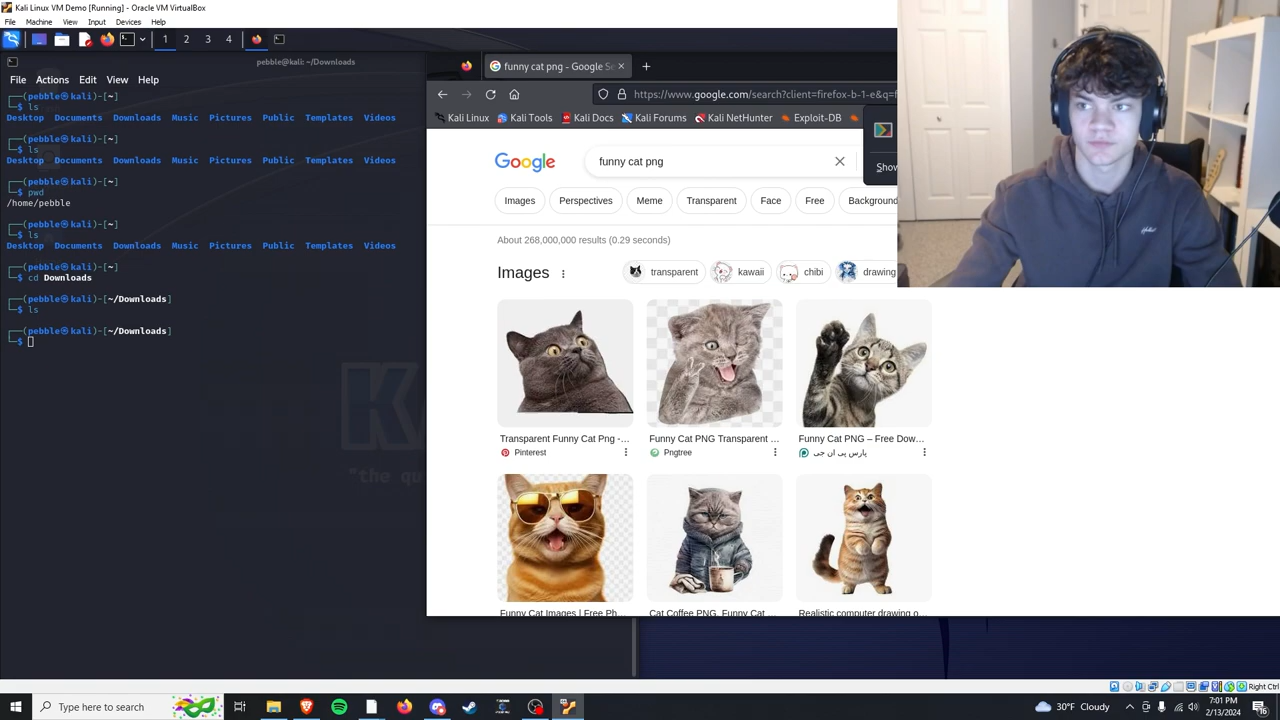 Kali Linux VM Demo [Running] - Oracle VM VirtualBox
File Machine View Input Devices Help
1 2 3 4
pebble@kali: ~/Downloads
File Actions Edit View Help
┌──(pebble㉿kali)-[~]
└─$ ls
Desktop Documents Downloads Music Pictures Public Templates Videos
┌──(pebble㉿kali)-[~]
└─$ ls
Desktop Documents Downloads Music Pictures Public Templates Videos
┌──(pebble㉿kali)-[~]
└─$ pwd
/home/pebble
┌──(pebble㉿kali)-[~]
└─$ ls
Desktop Documents Downloads Music Pictures Public Templates Videos
┌──(pebble㉿kali)-[~]
└─$ cd Downloads
┌──(pebble㉿kali)-[~/Downloads]
└─$ ls
┌──(pebble㉿kali)-[~/Downloads]
└─$
"the qu
funny cat png - Google Se
https://www.google.com/search?client=firefox-b-1-e&q=f
Kali Linux Kali Tools Kali Docs Kali Forums Kali NetHunter Exploit-DB
Show
Google
funny cat png
Images Perspectives Meme Transparent Face Free Background
About 268,000,000 results (0.29 seconds)
Images
transparent kawaii chibi drawing
Transparent Funny Cat Png -...
Pinterest
Funny Cat PNG Transparent ...
Pngtree
Funny Cat PNG – Free Dow...
پارس پی ان جی
Funny Cat Images | Free Ph...
Cat Coffee PNG, Funny Cat ...
Realistic computer drawing o...
Right Ctrl
Type here to search
30°F Cloudy
7:01 PM
2/13/2024